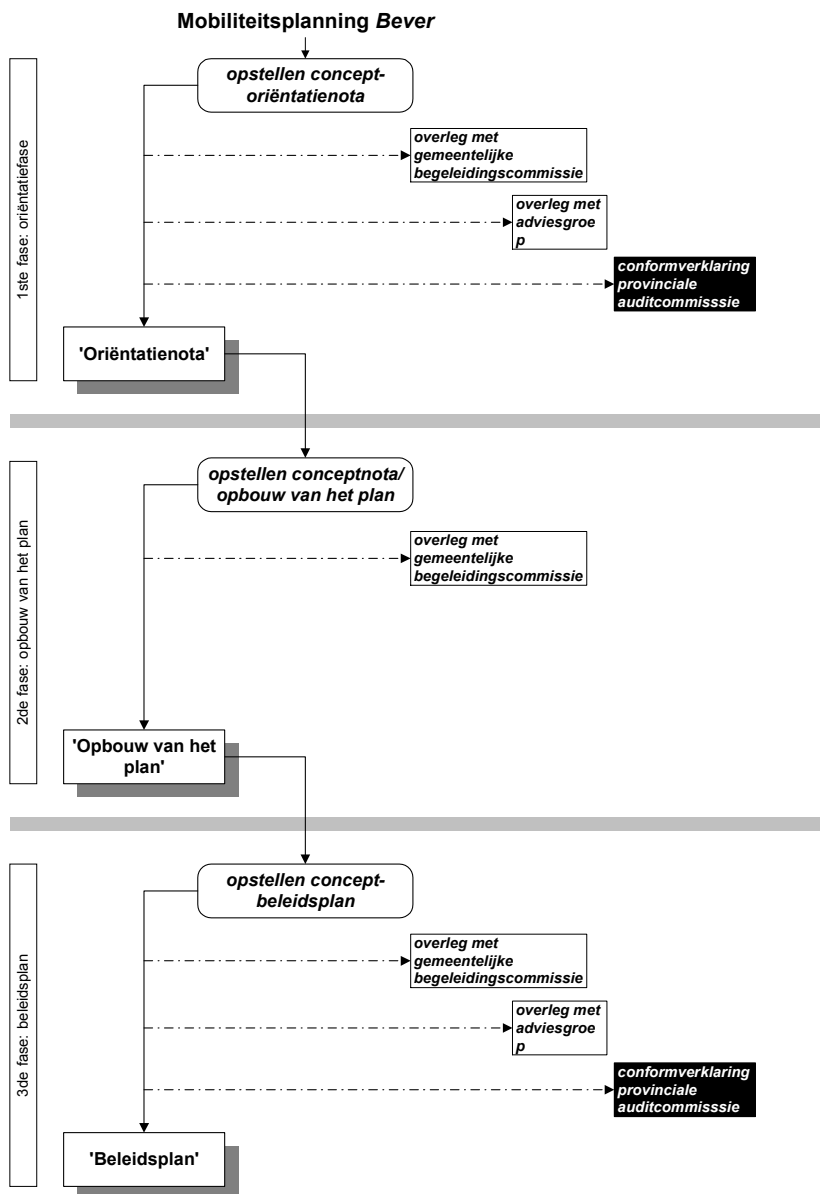 Mobiliteitsplanning Bever
1ste fase: oriëntatiefase
opstellen concept-
oriëntatienota
overleg met
gemeentelijke
begeleidingscommissie
overleg met
adviesgroe
p
conformverklaring
provinciale
auditcommisssie
'Oriëntatienota'
2de fase: opbouw van het plan
opstellen conceptnota/
opbouw van het plan
overleg met
gemeentelijke
begeleidingscommissie
'Opbouw van het
plan'
3de fase: beleidsplan
opstellen concept-
beleidsplan
overleg met
gemeentelijke
begeleidingscommissie
overleg met
adviesgroe
p
conformverklaring
provinciale
auditcommisssie
'Beleidsplan'